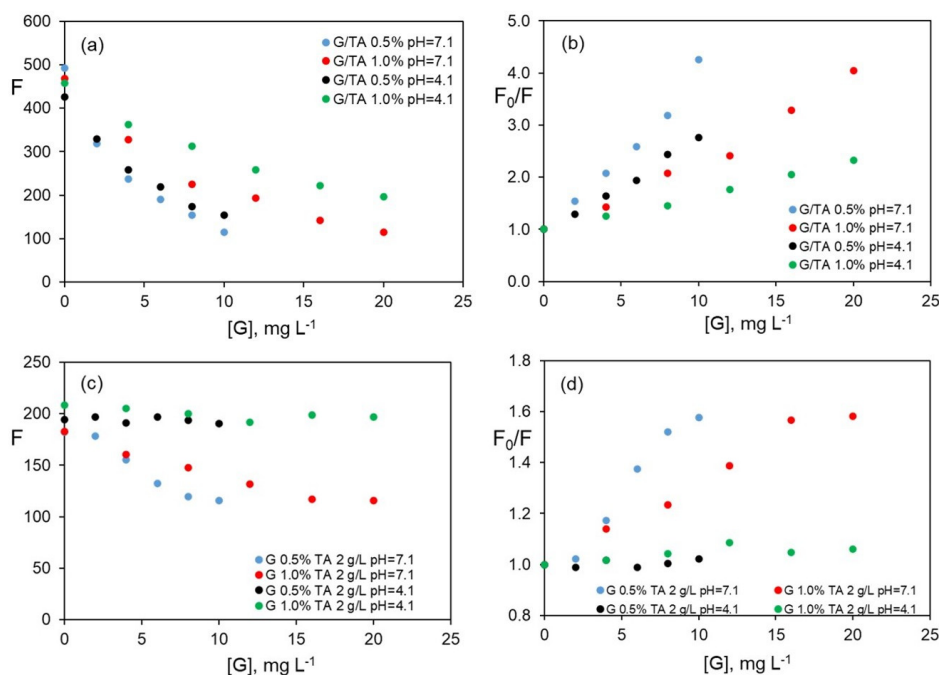 (a)
600
500
400
300
200
100
0
F
G/TA 0.5% pH=7.1
G/TA 1.0% pH=7.1
G/TA 0.5% pH=4.1
G/TA 1.0% pH=4.1
0 5 10 15 20 25
[G], mg L⁻¹
(b)
5.0
4.0
3.0
2.0
1.0
0.0
F₀/F
G/TA 0.5% pH=7.1
G/TA 1.0% pH=7.1
G/TA 0.5% pH=4.1
G/TA 1.0% pH=4.1
0 5 10 15 20 25
[G], mg L⁻¹
(c)
250
200
150
100
50
0
F
G 0.5% TA 2 g/L pH=7.1
G 1.0% TA 2 g/L pH=7.1
G 0.5% TA 2 g/L pH=4.1
G 1.0% TA 2 g/L pH=4.1
0 5 10 15 20 25
[G], mg L⁻¹
(d)
1.8
1.6
1.4
1.2
1.0
0.8
F₀/F
G 0.5% TA 2 g/L pH=7.1 G 1.0% TA 2 g/L pH=7.1
G 0.5% TA 2 g/L pH=4.1 G 1.0% TA 2 g/L pH=4.1
0 5 10 15 20 25
[G], mg L⁻¹